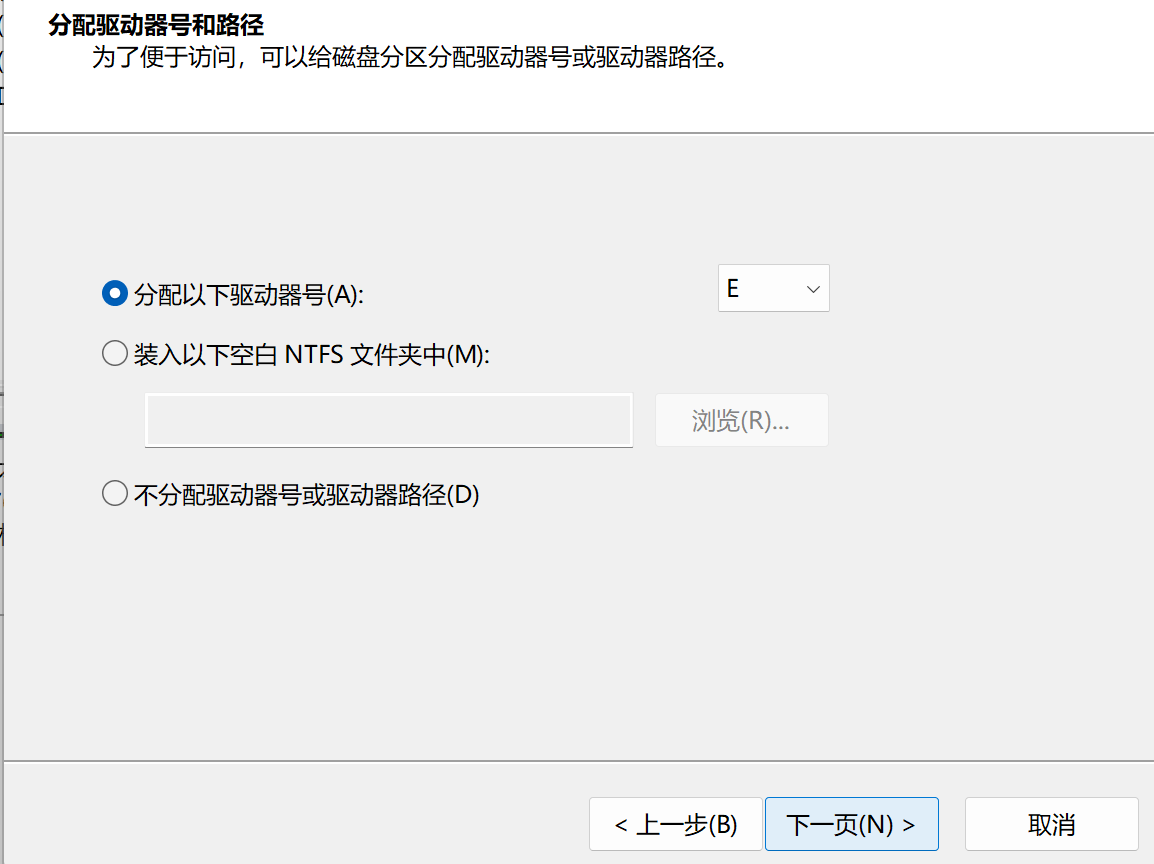 分配驱动器号和路径
为了便于访问，可以给磁盘分区分配驱动器号或驱动器路径。
分配以下驱动器号(A):
E
装入以下空白 NTFS 文件夹中(M):
浏览(R)...
不分配驱动器号或驱动器路径(D)
< 上一步(B)
下一页(N) >
取消